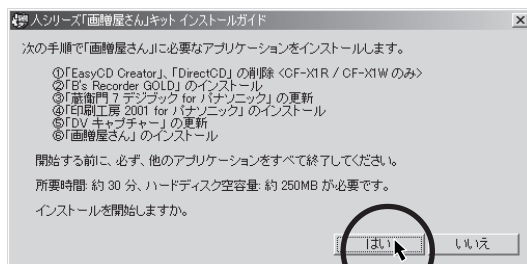 人シリーズ「画贈屋さん」キット インストールガイド
次の手順で「画贈屋さん」に必要なアプリケーションをインストールします。
①「EasyCD Creator」、「DirectCD」の削除 <CF-X1R / CF-X1W のみ>
②「B's Recorder GOLD」のインストール
③「蔵衛門 7 デジブック for パナソニック」の更新
④「印刷工房 2001 for パナソニック」のインストール
⑤「DV キャプチャー」の更新
⑥「画贈屋さん」のインストール
開始する前に、必ず、他のアプリケーションをすべて終了してください。
所要時間: 約 30 分、ハードディスク空容量: 約 250MB が必要です。
インストールを開始しますか。
はい いいえ